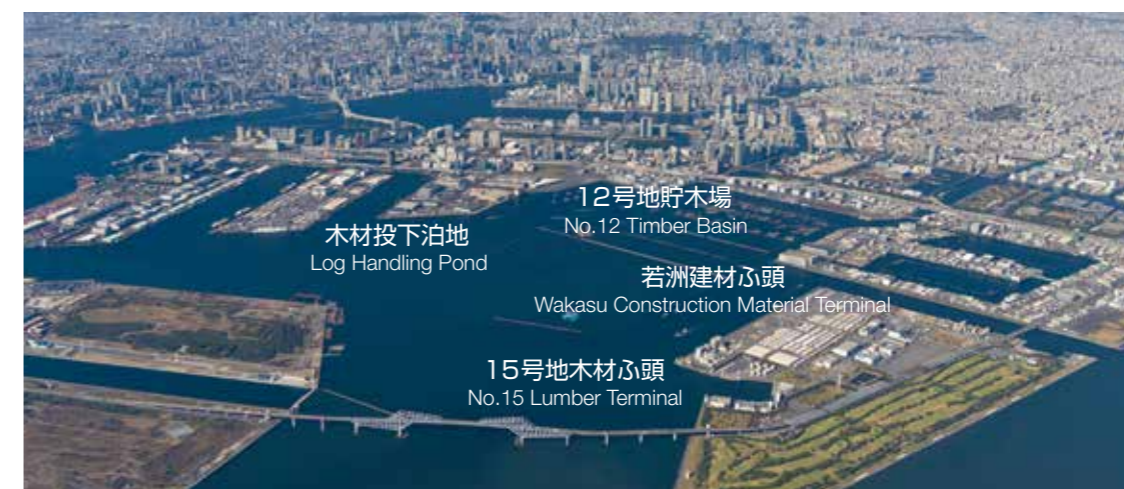 12号地貯木場
No.12 Timber Basin
木材投下泊地
Log Handling Pond
若洲建材ふ頭
Wakasu Construction Material Terminal
15号地木材ふ頭
No.15 Lumber Terminal